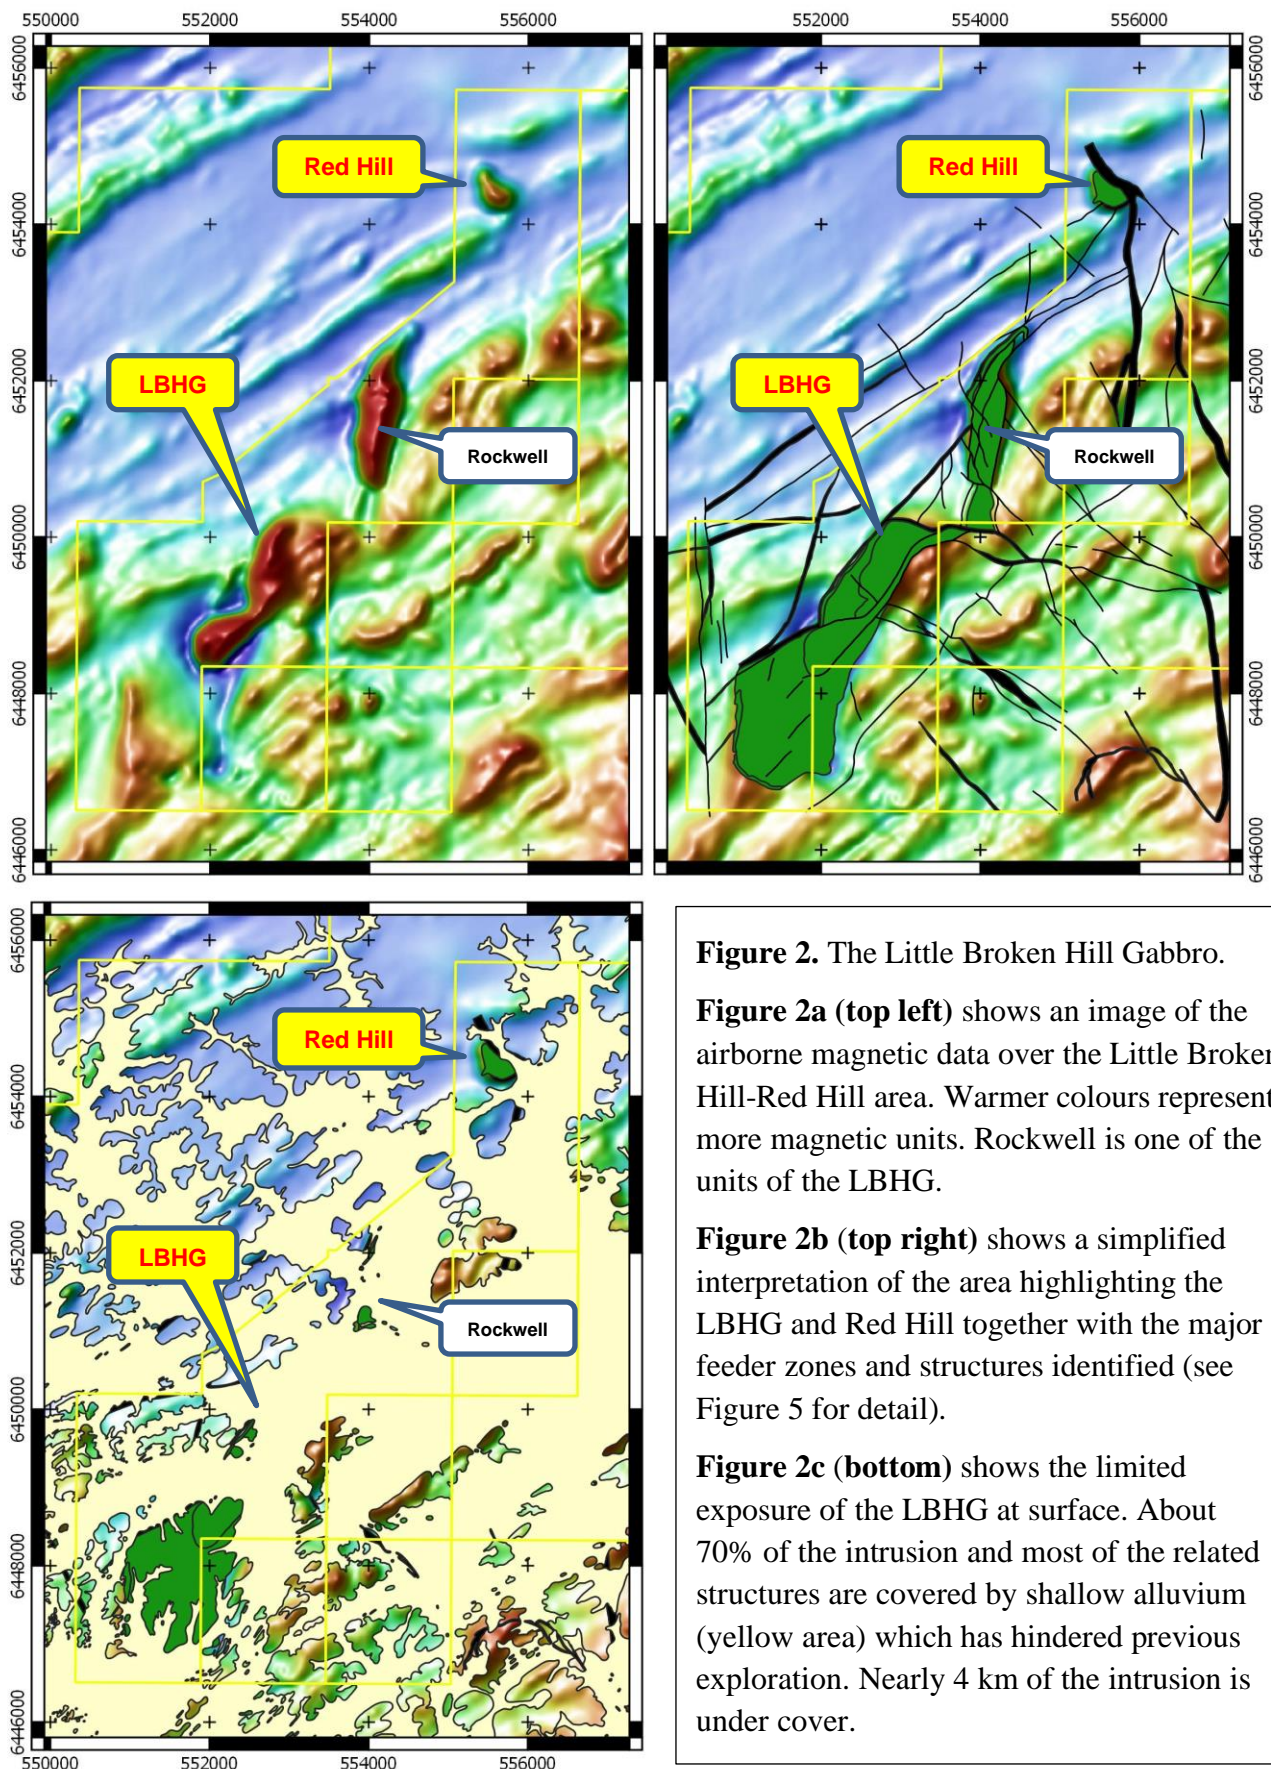 550000 552000 554000 556000
552000 554000 556000
6456000
6454000
6452000
6450000
6448000
6446000
Red Hill
LBHG
Rockwell
Red Hill
LBHG
Rockwell
6456000
6454000
6452000
6450000
6448000
6446000
6456000
6454000
6452000
6450000
6448000
6446000
Red Hill
LBHG
Rockwell
550000 552000 554000 556000
Figure 2. The Little Broken Hill Gabbro.
Figure 2a (top left) shows an image of the
airborne magnetic data over the Little Broken
Hill-Red Hill area. Warmer colours represent
more magnetic units. Rockwell is one of the
units of the LBHG.
Figure 2b (top right) shows a simplified
interpretation of the area highlighting the
LBHG and Red Hill together with the major
feeder zones and structures identified (see
Figure 5 for detail).
Figure 2c (bottom) shows the limited
exposure of the LBHG at surface. About
70% of the intrusion and most of the related
structures are covered by shallow alluvium
(yellow area) which has hindered previous
exploration. Nearly 4 km of the intrusion is
under cover.